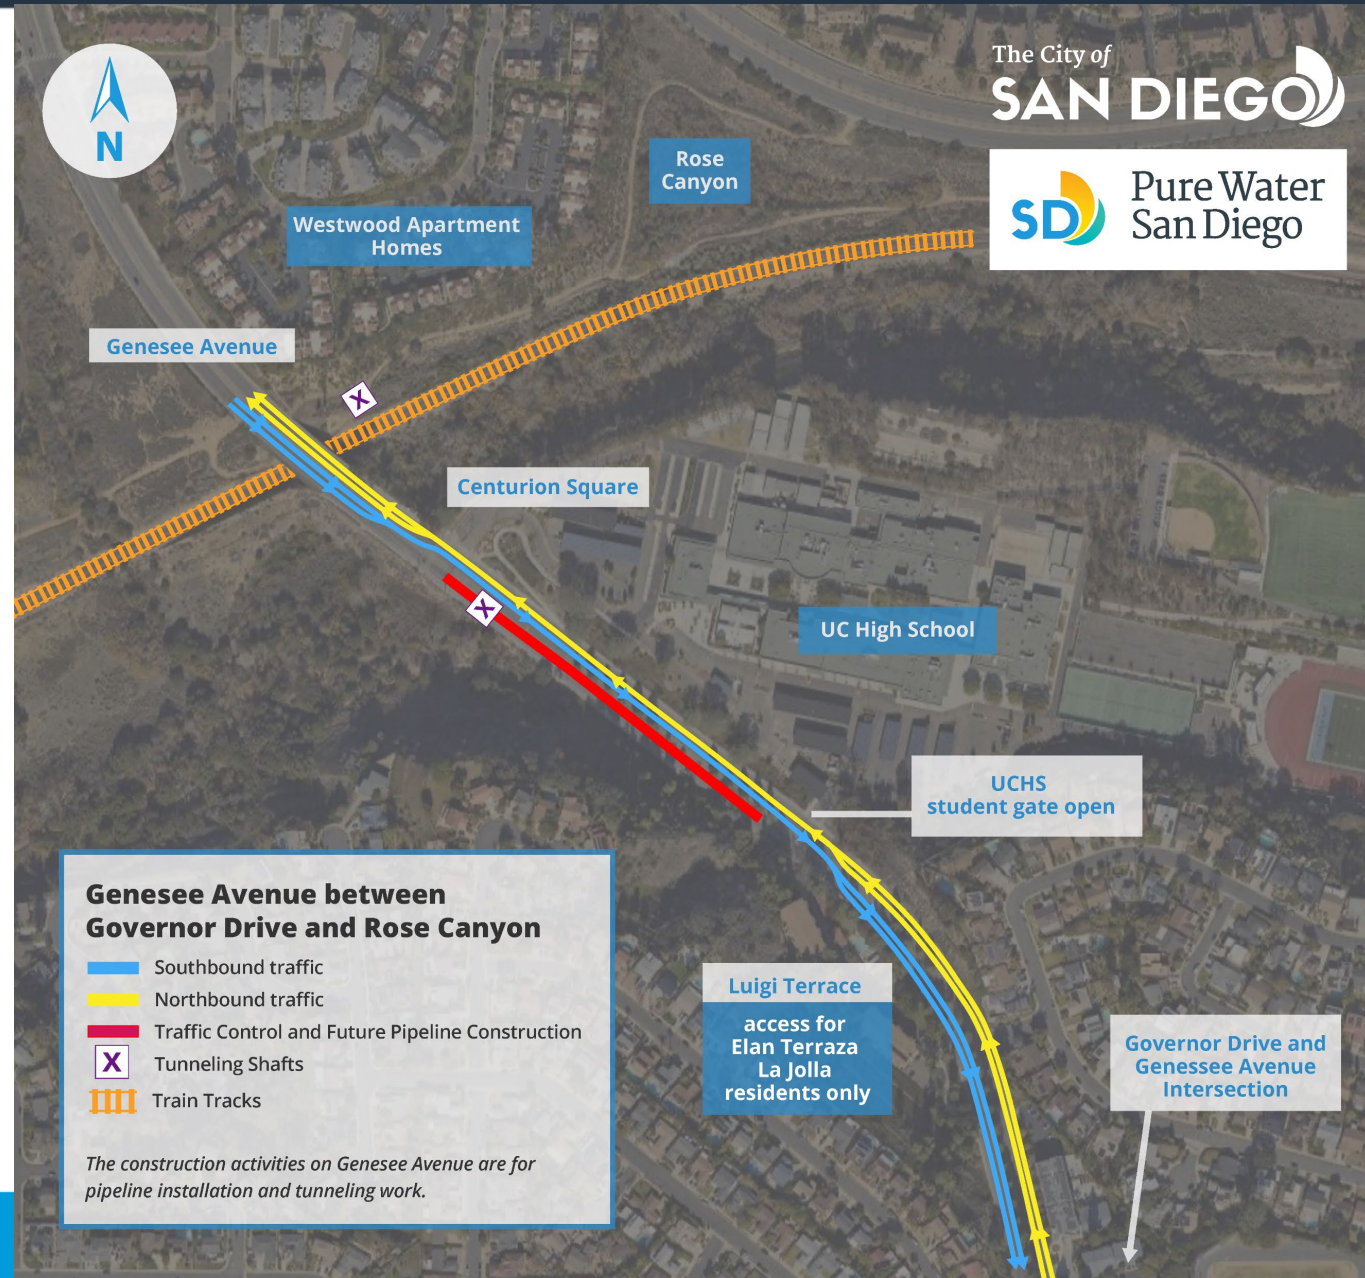 N
The City of
SAN DIEGO
SD
Pure Water
San Diego
Rose
Canyon
Westwood Apartment
Homes
Genesee Avenue
X
Centurion Square
X
UC High School
UCHS
student gate open
Luigi Terrace
access for
Elan Terraza
La Jolla
residents only
Governor Drive and
Genessee Avenue
Intersection
Genesee Avenue between
Governor Drive and Rose Canyon
Southbound traffic
Northbound traffic
Traffic Control and Future Pipeline Construction
X Tunneling Shafts
Train Tracks
The construction activities on Genesee Avenue are for
pipeline installation and tunneling work.